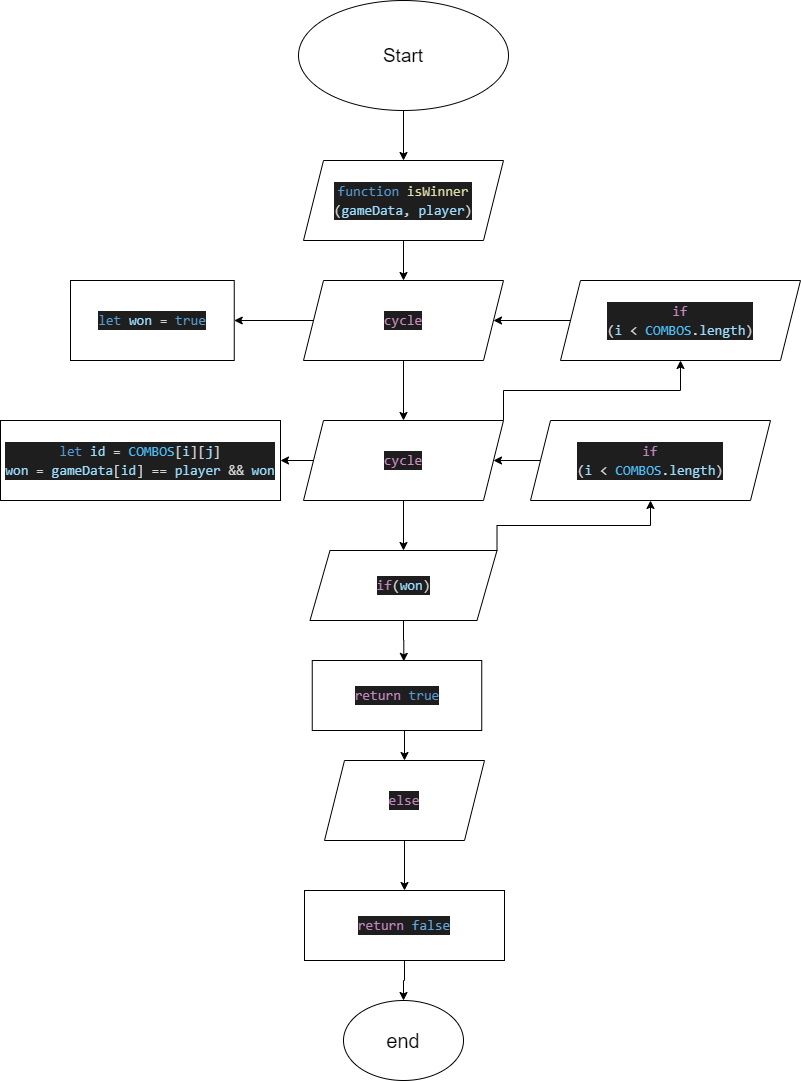 Start
function isWinner
(gameData, player)
let won = true
cycle
if
(i < COMBOS.length)
let id = COMBOS[i][j]
won = gameData[id] == player && won
cycle
if
(i < COMBOS.length)
if(won)
return true
else
return false
end